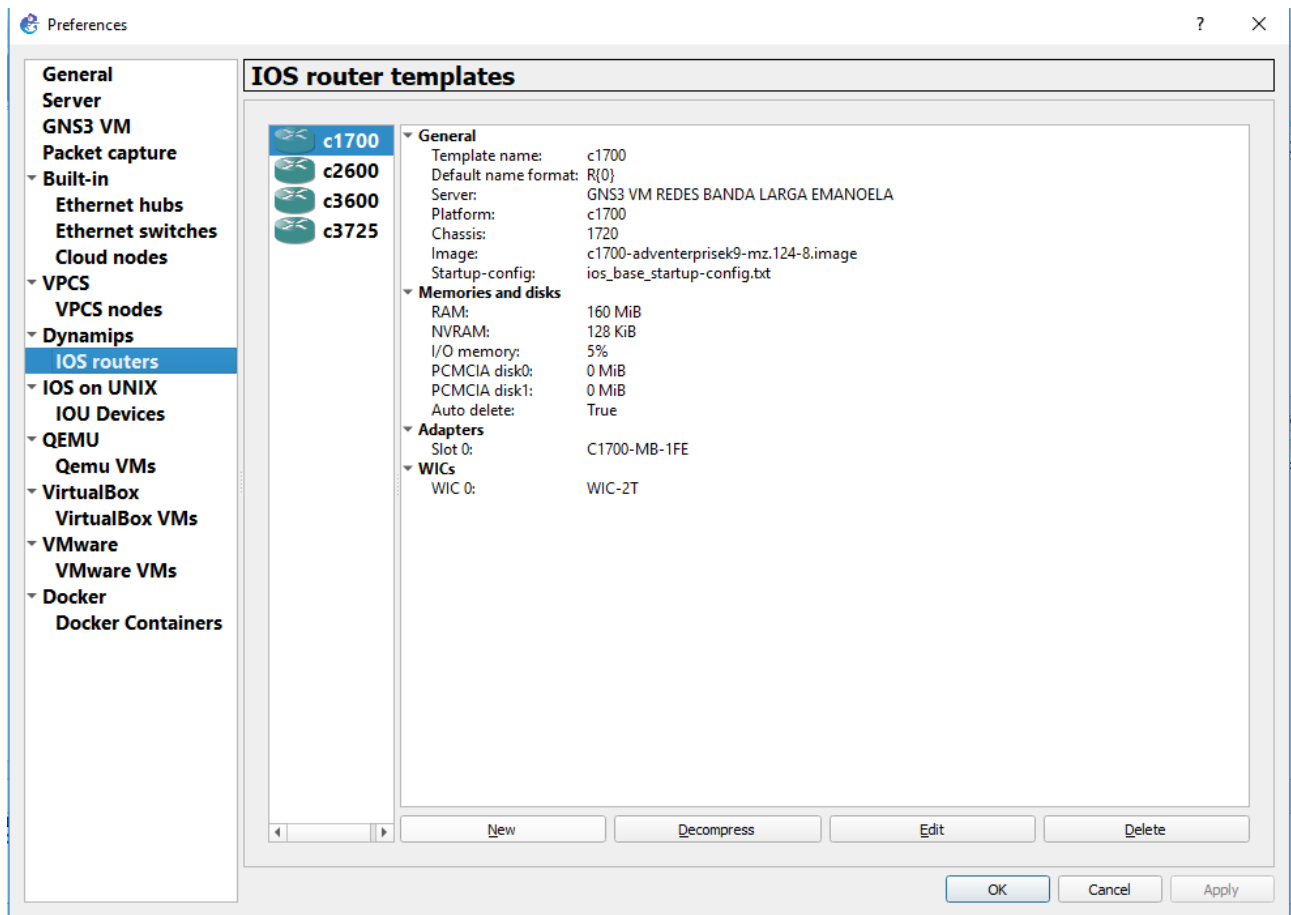 Preferences
?
General
Server
GNS3 VM
Packet capture
Built-in
Ethernet hubs
Ethernet switches
Cloud nodes
VPCS
VPCS nodes
Dynamips
IOS routers
IOS on UNIX
IOU Devices
QEMU
Qemu VMs
VirtualBox
VirtualBox VMs
VMware
VMware VMs
Docker
Docker Containers
IOS router templates
c1700
c2600
c3600
c3725
General
Template name: c1700
Default name format: R{0}
Server: GNS3 VM REDES BANDA LARGA EMANOELA
Platform: c1700
Chassis: 1720
Image: c1700-adventerprisek9-mz.124-8.image
Startup-config: ios_base_startup-config.txt
Memories and disks
RAM: 160 MiB
NVRAM: 128 KiB
I/O memory: 5%
PCMCIA disk0: 0 MiB
PCMCIA disk1: 0 MiB
Auto delete: True
Adapters
Slot 0: C1700-MB-1FE
WICs
WIC 0: WIC-2T
New Decompress Edit Delete
OK Cancel Apply